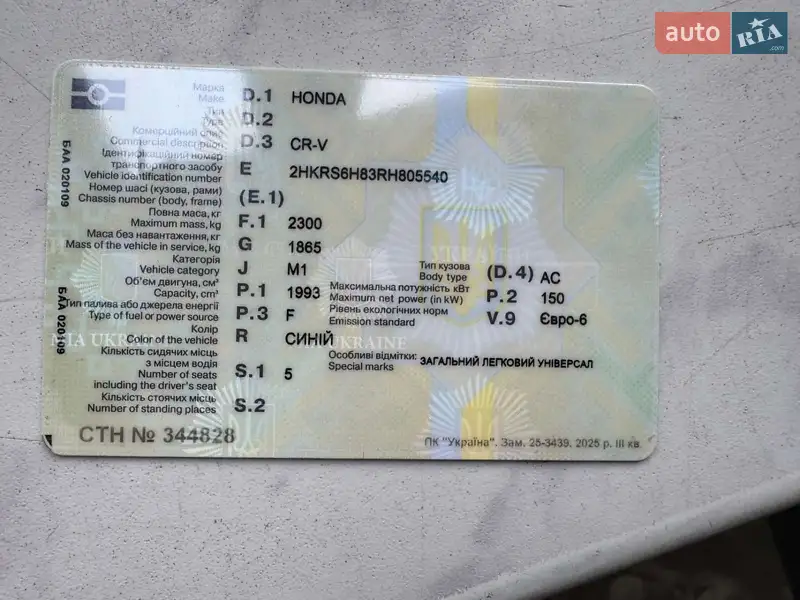 auto RIA .com
Марка
Make D.1 HONDA
Тип
Type D.2
Комерційний опис
Commercial description D.3 CR-V
Ідентифікаційний номер
транспортного засобу
Vehicle identification number E 2HKRS6H83RH805540
Номер шасі (кузова, рами)
Chassis number (body, frame) (E.1)
Повна маса, кг
Maximum mass, kg F.1 2300
Маса без навантаження, кг
Mass of the vehicle in service, kg G 1865
Категорія
Vehicle category J M1
Тип кузова
Body type (D.4) AC
Об'єм двигуна, см³
Capacity, cm³ P.1 1993
Максимальна потужність кВт
Maximum net power (in kW) P.2 150
Тип палива або джерела енергії
Type of fuel or power source P.3 F
Рівень екологічних норм
Emission standard V.9 Євро-6
Колір
Color of the vehicle R СИНІЙ
Особливі відмітки:
Special marks ЗАГАЛЬНИЙ ЛЕГКОВИЙ УНІВЕРСАЛ
Кількість сидячих місць
з місцем водія
Number of seats
including the driver's seat S.1 5
Кількість стоячих місць
Number of standing places S.2
СТН № 344828
ПК "Україна". Зам. 25-3439. 2025 р. III кв.
БАА 020109
БАА 020109
MIA UKRAINE
UKRAINE